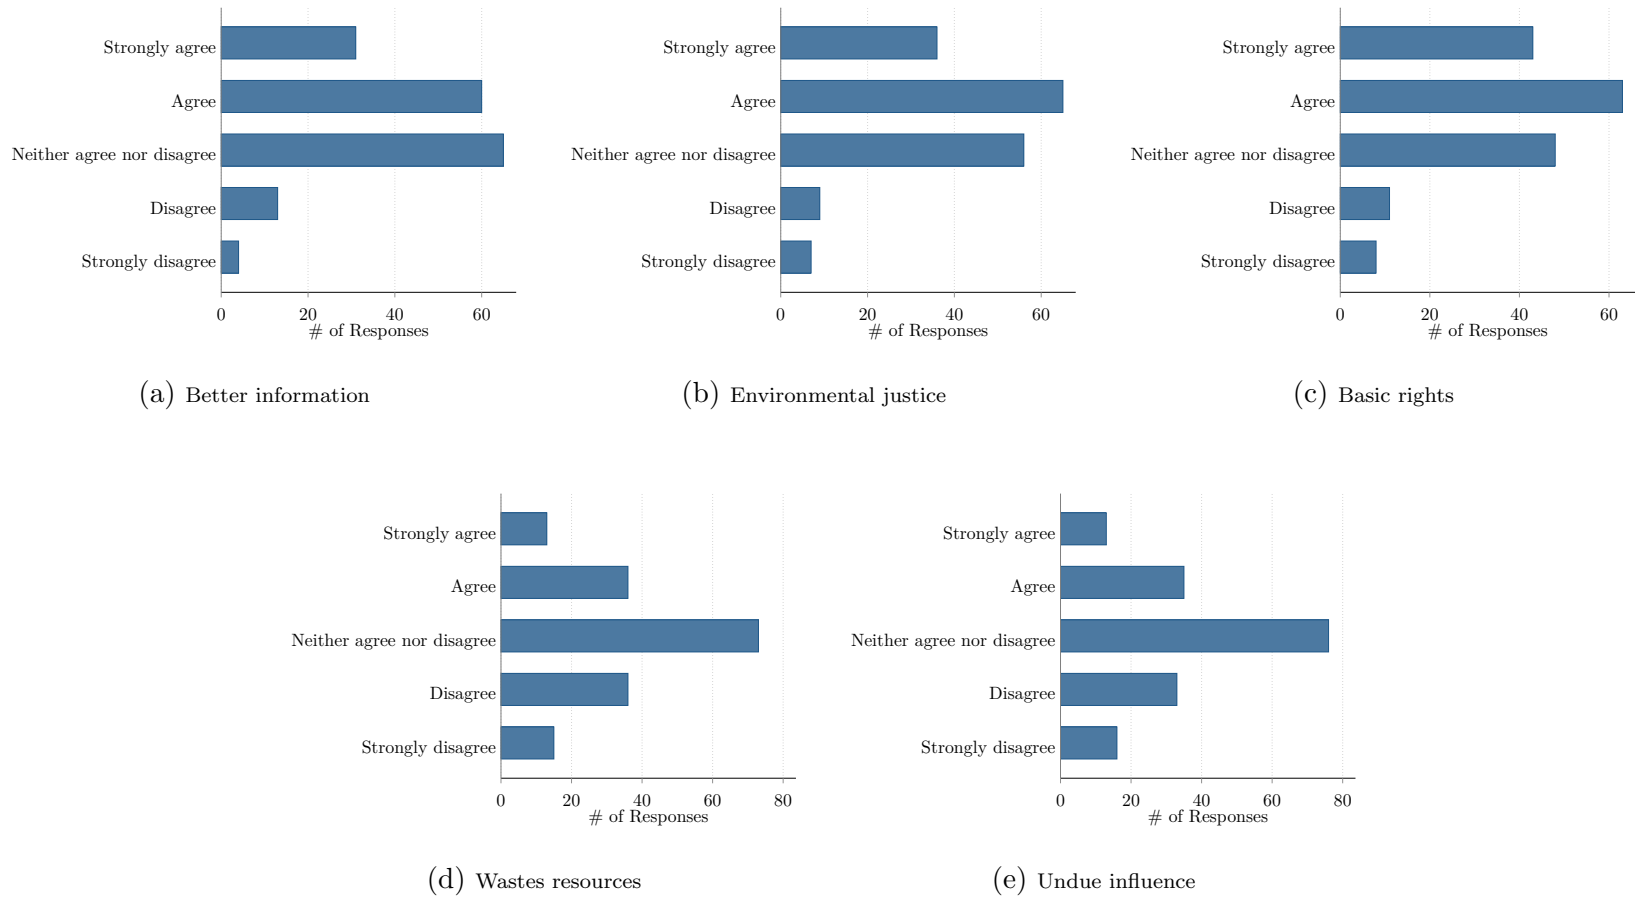 Strongly agree
Agree
Neither agree nor disagree
Disagree
Strongly disagree
0 20 40 60
# of Responses
(a) Better information
Strongly agree
Agree
Neither agree nor disagree
Disagree
Strongly disagree
0 20 40 60
# of Responses
(b) Environmental justice
Strongly agree
Agree
Neither agree nor disagree
Disagree
Strongly disagree
0 20 40 60
# of Responses
(c) Basic rights
Strongly agree
Agree
Neither agree nor disagree
Disagree
Strongly disagree
0 20 40 60 80
# of Responses
(d) Wastes resources
Strongly agree
Agree
Neither agree nor disagree
Disagree
Strongly disagree
0 20 40 60 80
# of Responses
(e) Undue influence